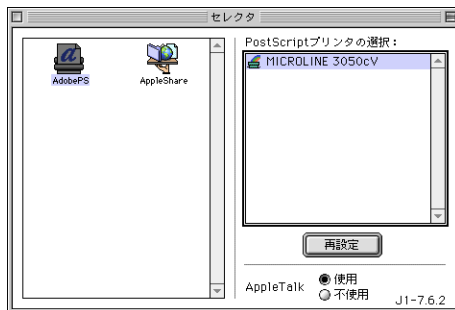 セレクタ
AdobePS
AppleShare
PostScriptプリンタの選択：
MICROLINE 3050cV
再設定
AppleTalk
使用
不使用
J1-7.6.2